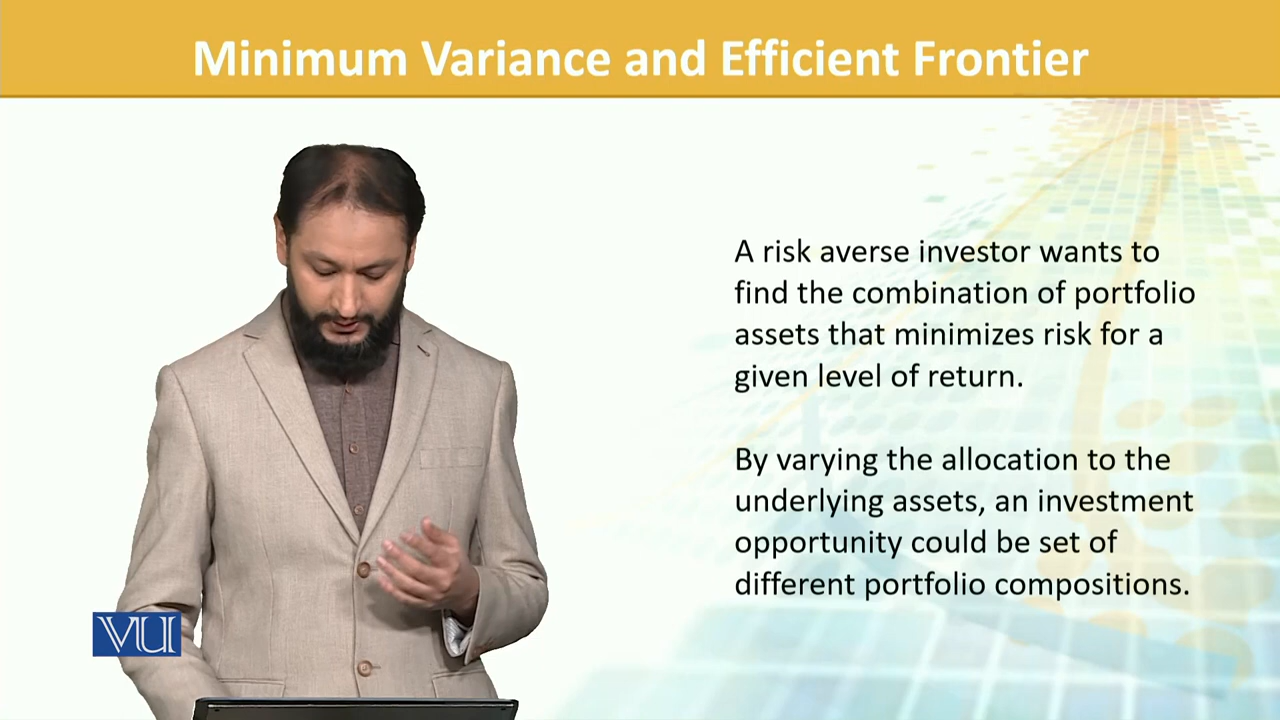 Minimum Variance and Efficient Frontier
A risk averse investor wants to
find the combination of portfolio
assets that minimizes risk for a
given level of return.
By varying the allocation to the
underlying assets, an investment
opportunity could be set of
different portfolio compositions.
VU